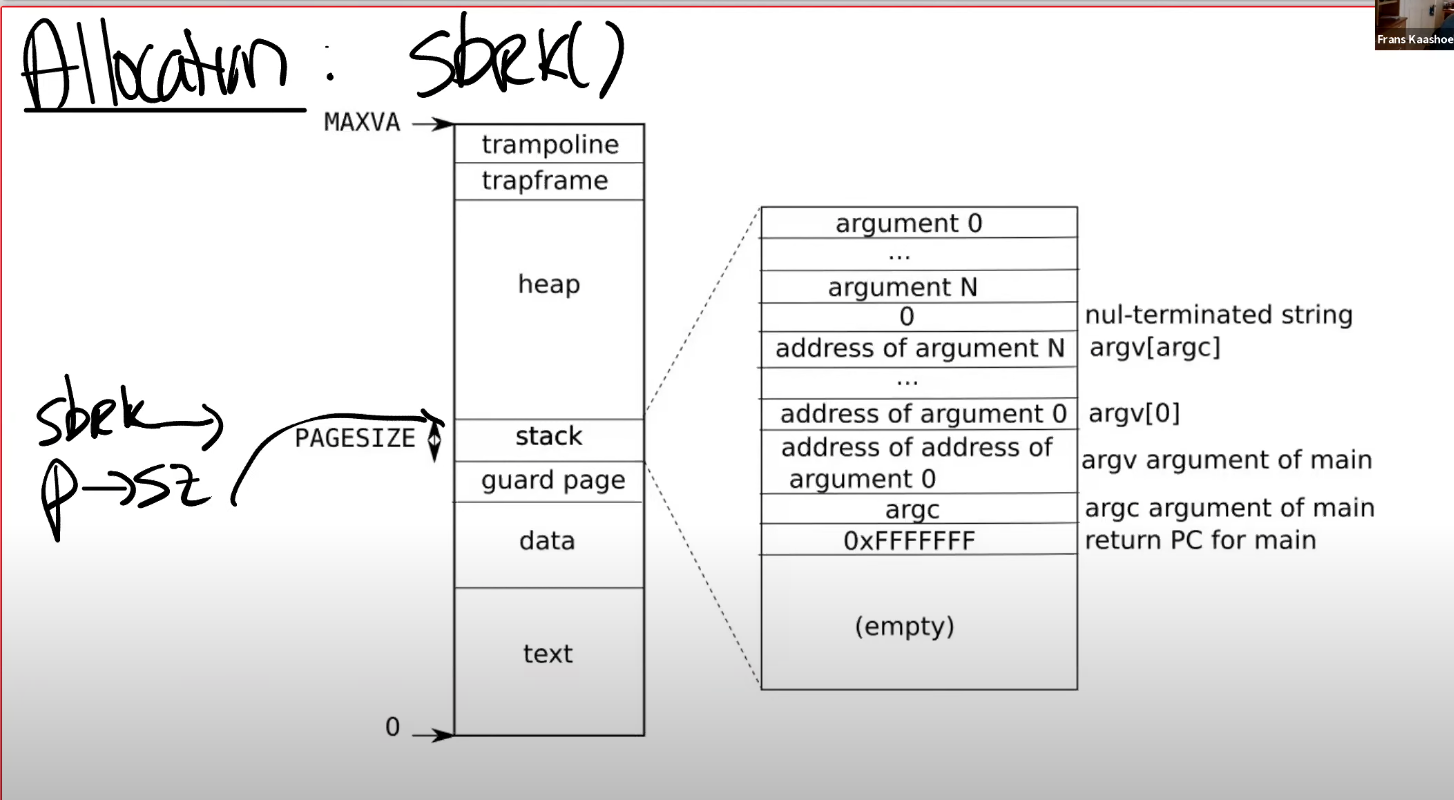 Allocation: sbrk()
Frans Kaashoe
MAXVA
trampoline
trapframe
heap
sbrk
PAGESIZE
p→sz
stack
guard page
data
text
0
argument 0
...
argument N
0 nul-terminated string
address of argument N argv[argc]
...
address of argument 0 argv[0]
address of address of
argument 0 argv argument of main
argc argc argument of main
0xFFFFFFF return PC for main
(empty)